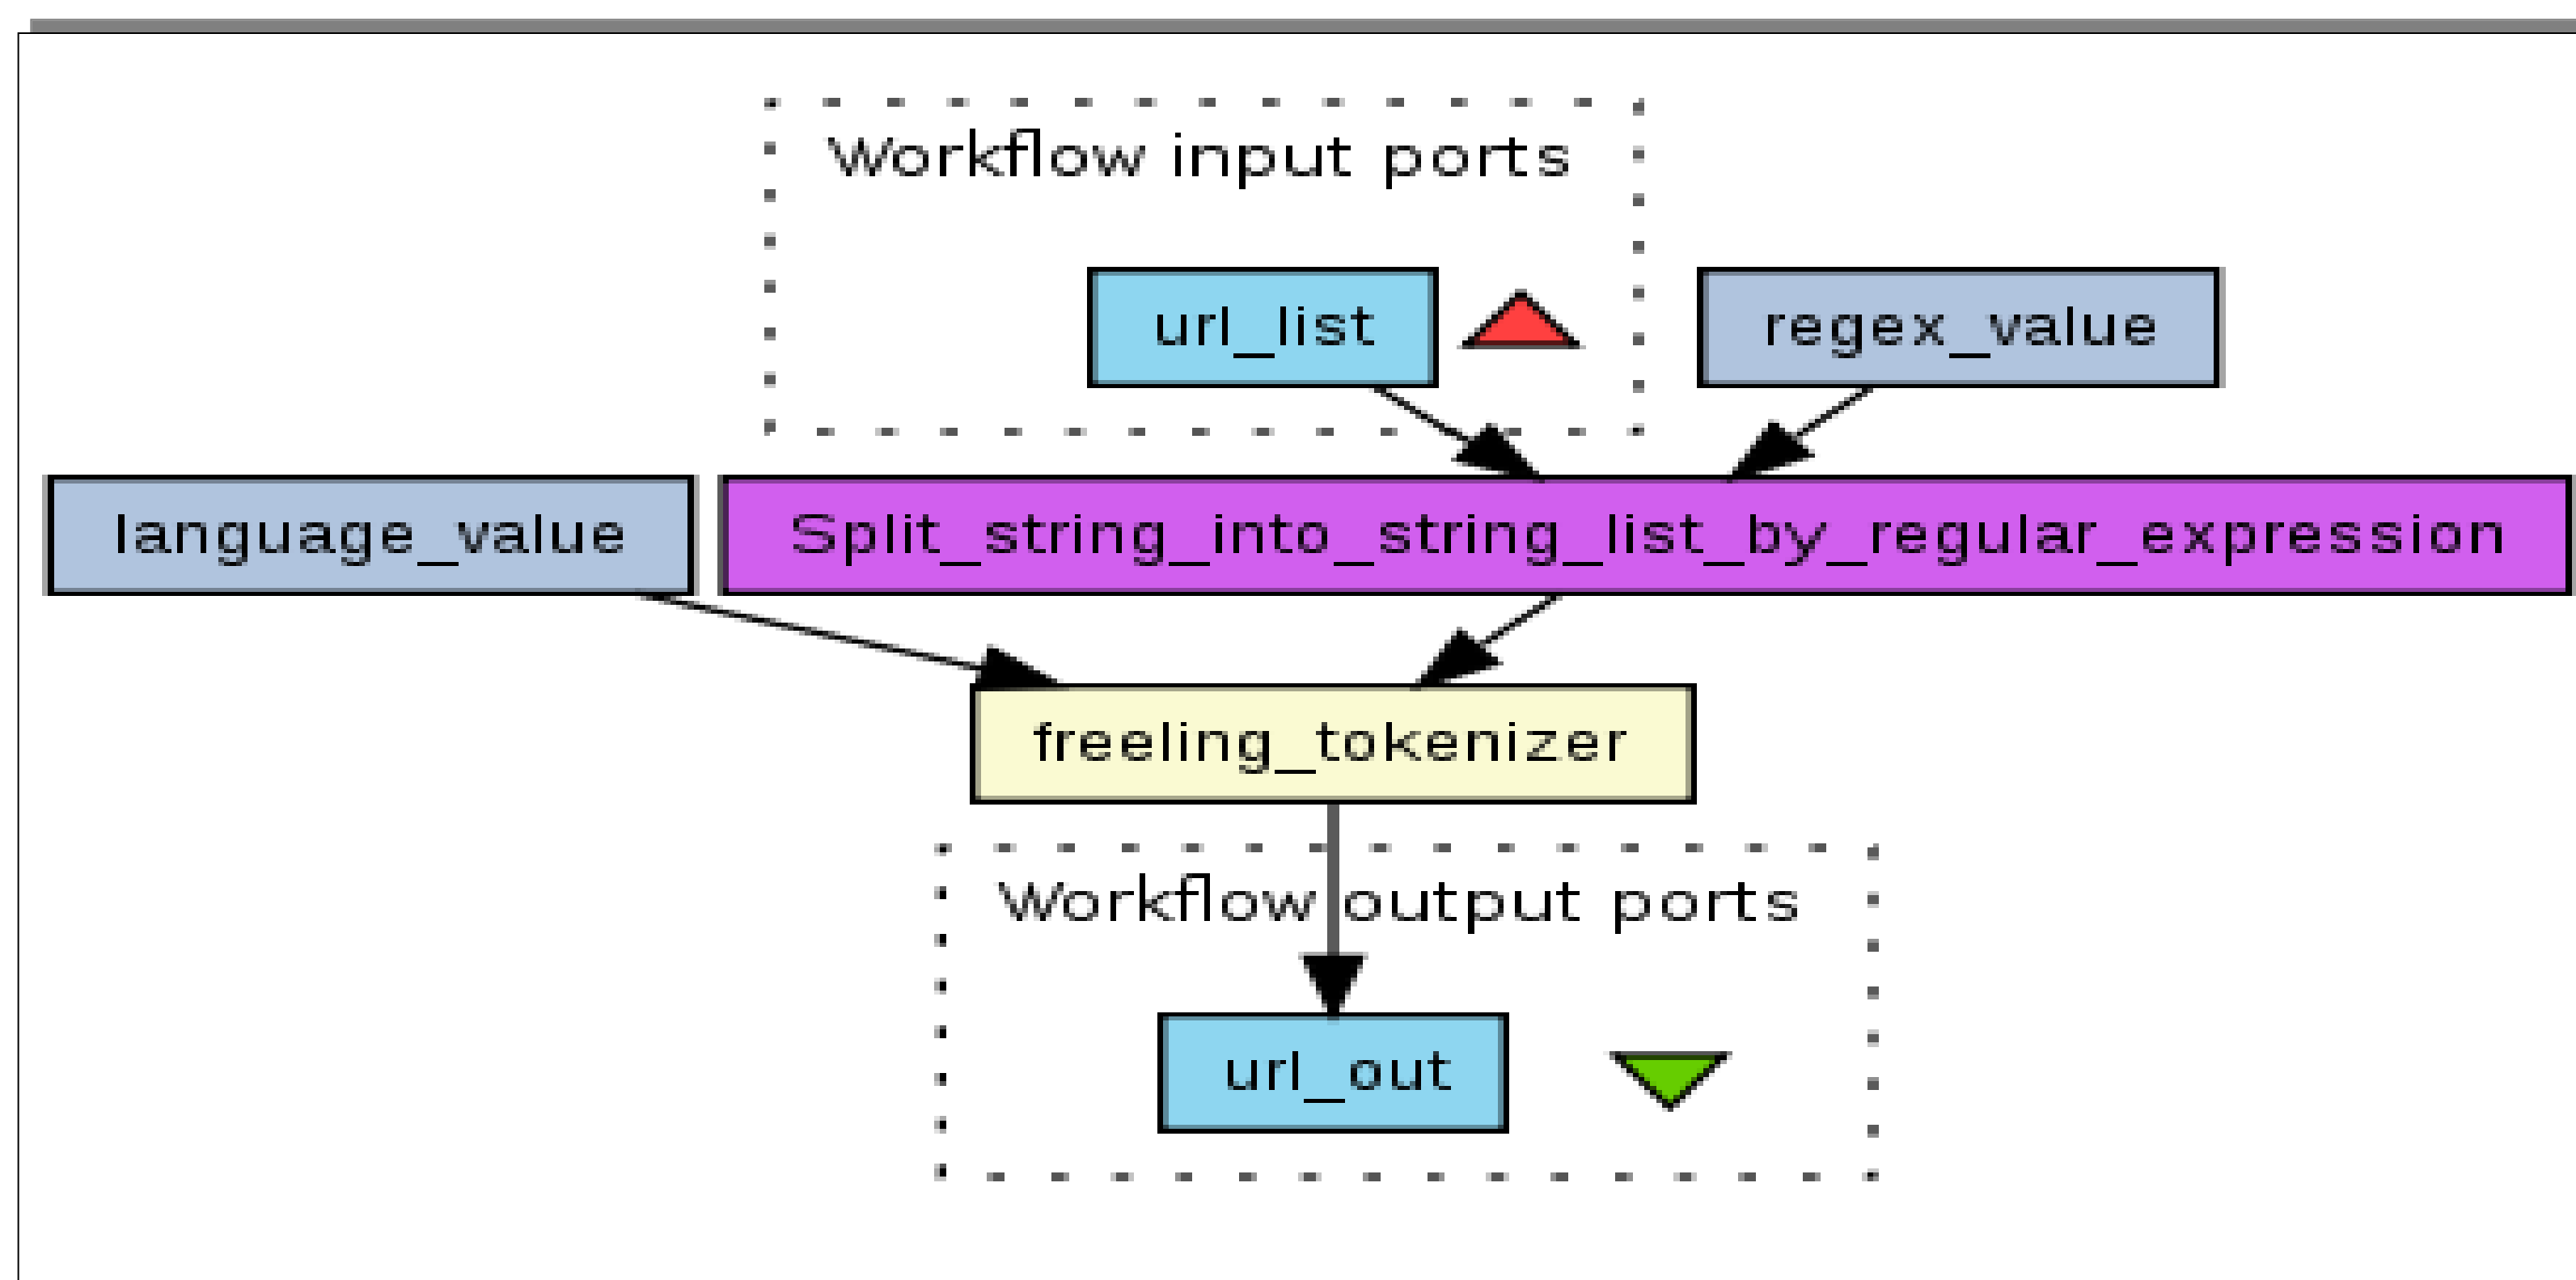 Workflow input ports
url_list
regex_value
language_value
Split_string_into_string_list_by_regular_expression
freeling_tokenizer
Workflow output ports
url_out